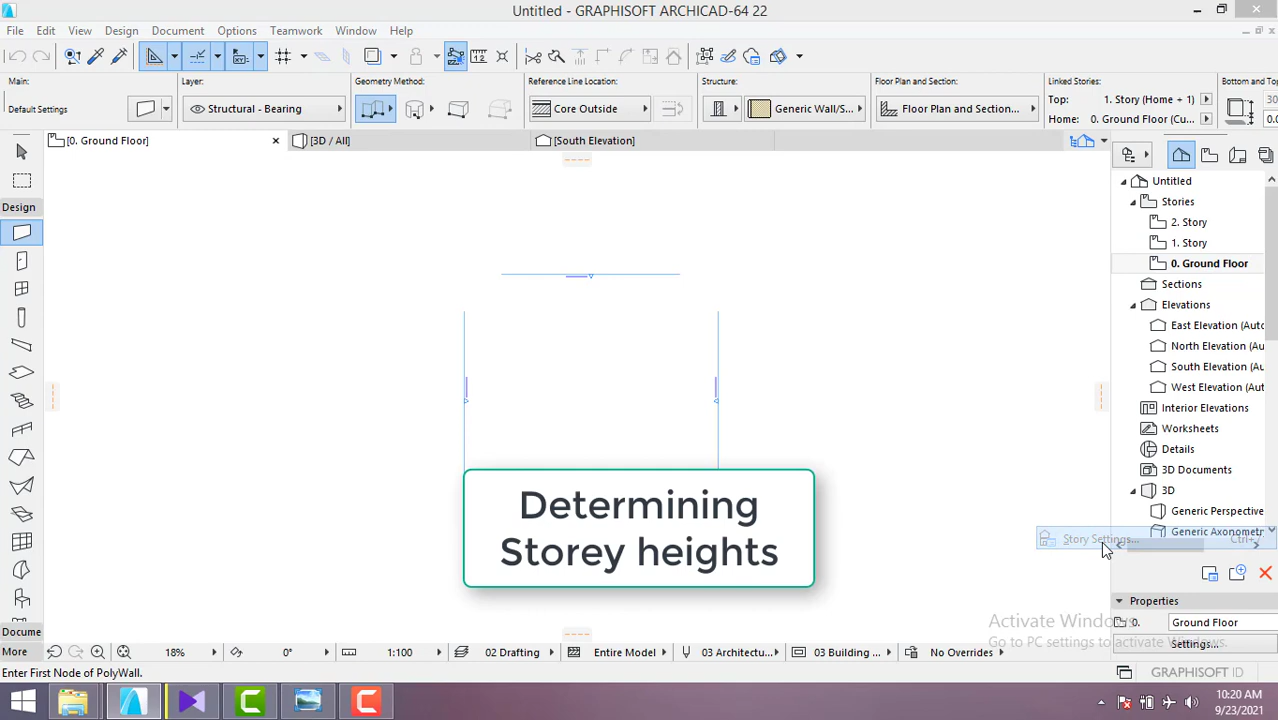 Untitled - GRAPHISOFT ARCHICAD-64 22
File Edit View Design Document Options Teamwork Window Help
Main: Layer: Geometry Method: Reference Line Location: Structure: Floor Plan and Section: Linked Stories: Bottom and Top
Default Settings Structural - Bearing Core Outside Generic Wall/S... Floor Plan and Section... Top: 1. Story (Home + 1)
Home: 0. Ground Floor (Cu...
[0. Ground Floor] [3D / All] [South Elevation]
Untitled
Stories
Design
2. Story
1. Story
0. Ground Floor
Sections
Elevations
East Elevation (Aut
North Elevation (Au
South Elevation (Au
West Elevation (Aut
Interior Elevations
Worksheets
Details
3D Documents
3D
Generic Perspective
Generic Axonometr
Story Settings... Ctrl+
Determining
Storey heights
Properties
Activate Windows
0. Ground Floor
Go to PC settings to activate Windows.
Settings...
Docume
More 18% 0° 1:100 02 Drafting Entire Model 03 Architectu... 03 Building ... No Overrides
Enter First Node of PolyWall.
GRAPHISOFT ID
10:20 AM
9/23/2021